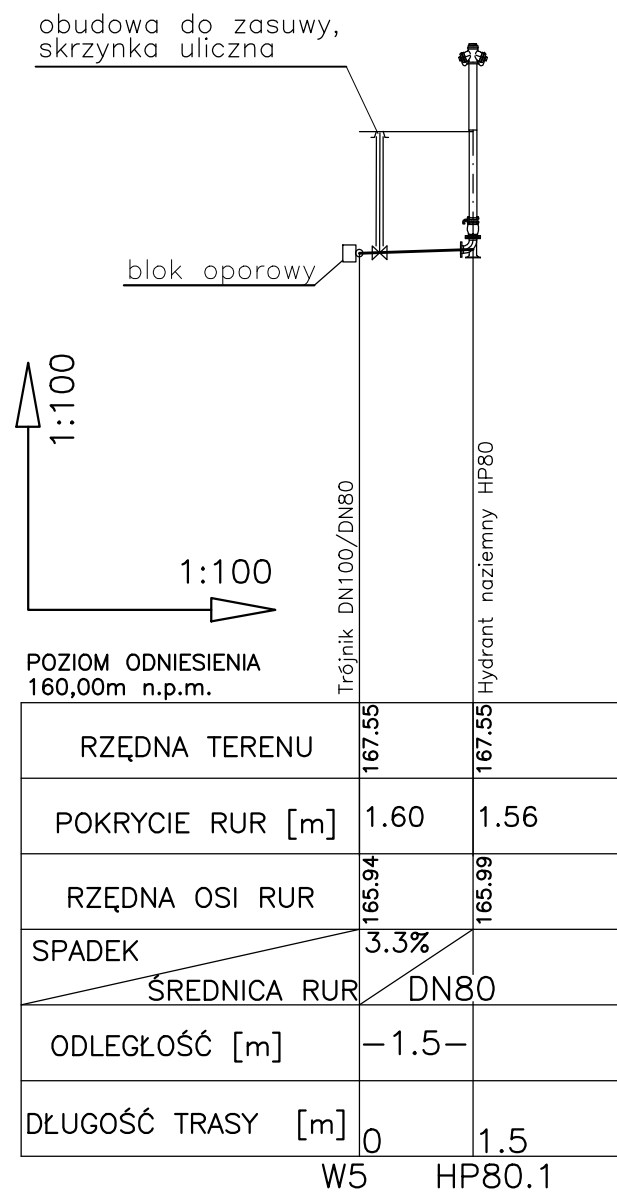 obudowa do zasuwy,
skrzynka uliczna
blok oporowy
1:100
1:100
Trójnik DN100/DN80
Hydrant naziemny HP80
POZIOM ODNIESIENIA
160,00m n.p.m.
RZĘDNA TERENU 167.55 167.55
POKRYCIE RUR [m] 1.60 1.56
RZĘDNA OSI RUR 165.94 165.99
SPADEK 3.3%
ŚREDNICA RUR DN80
ODLEGŁOŚĆ [m] -1.5-
DŁUGOŚĆ TRASY [m] 0 1.5
W5 HP80.1